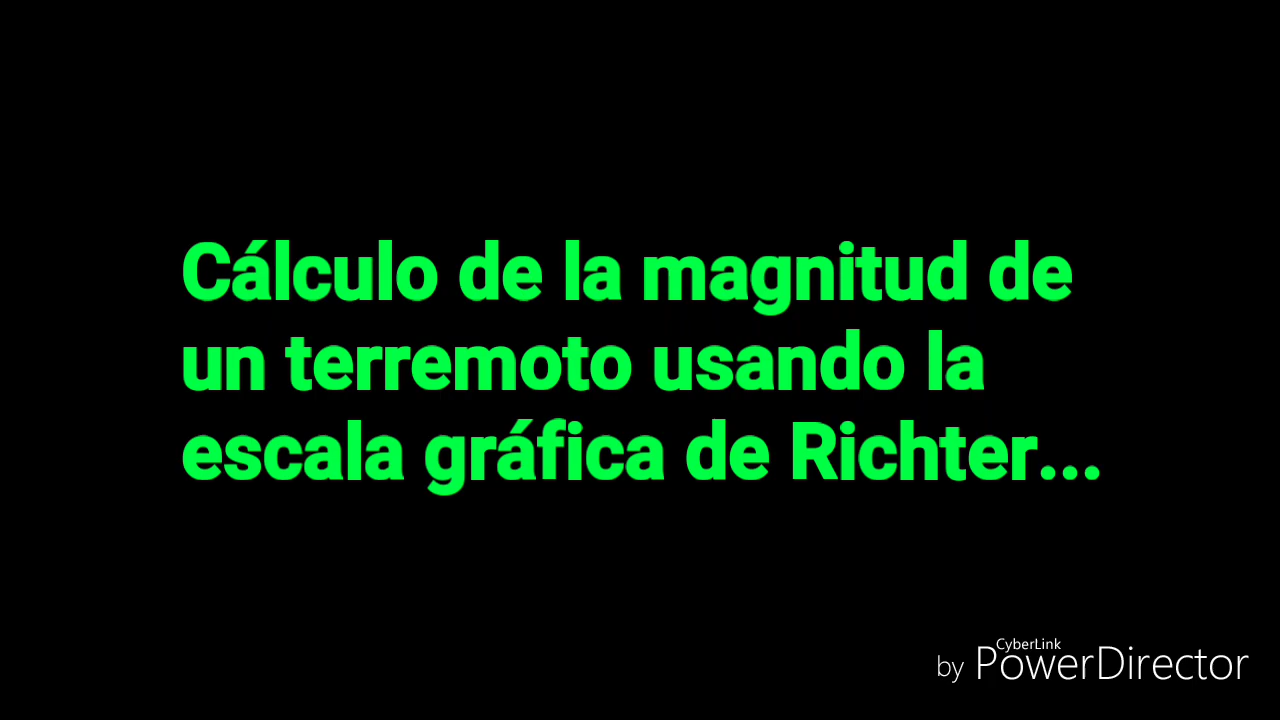 Cálculo de la magnitud de
un terremoto usando la
escala gráfica de Richter...
CyberLink
by PowerDirector